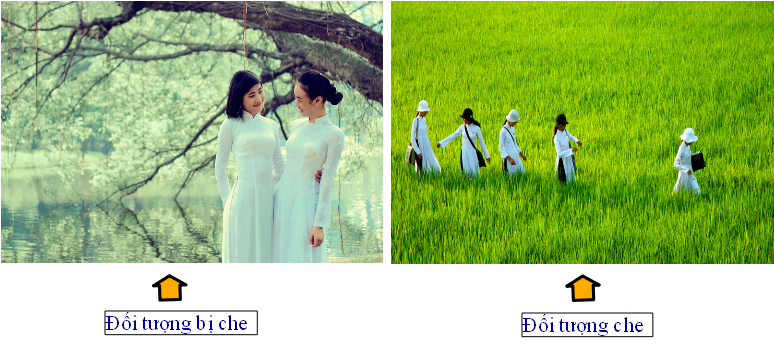 Đối tượng bị che
Đối tượng che